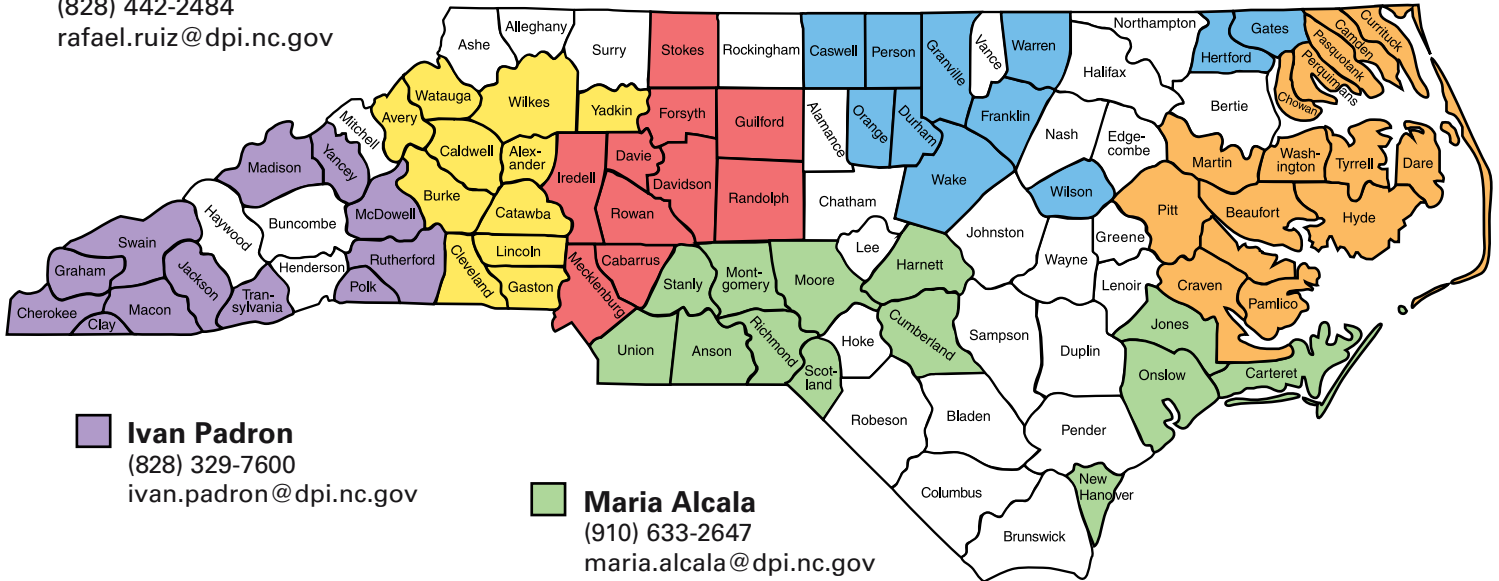 (828) 442-2484
rafael.ruiz@dpi.nc.gov
Ashe
Alleghany
Surry
Stokes
Rockingham
Caswell
Person
Granville
Vance
Warren
Northampton
Halifax
Hertford
Gates
Currituck
Camden
Pasquotank
Perquimans
Chowan
Bertie
Watauga
Wilkes
Yadkin
Forsyth
Guilford
Alamance
Orange
Durham
Franklin
Nash
Edge-
combe
Martin
Wash-
ington
Tyrrell
Dare
Mitchell
Avery
Caldwell
Alex-
ander
Iredell
Davie
Davidson
Randolph
Chatham
Wake
Wilson
Pitt
Beaufort
Hyde
Madison
Yancey
McDowell
Burke
Catawba
Rowan
Haywood
Buncombe
Swain
Graham
Cherokee
Clay
Macon
Jackson
Tran-
sylvania
Henderson
Polk
Rutherford
Cleveland
Lincoln
Gaston
Mecklenburg
Cabarrus
Stanly
Mont-
gomery
Moore
Lee
Harnett
Johnston
Wayne
Greene
Lenoir
Craven
Pamlico
Jones
Carteret
Onslow
Union
Anson
Richmond
Scot-
land
Hoke
Cumberland
Sampson
Duplin
Robeson
Bladen
Pender
Columbus
Brunswick
New
Hanover
Ivan Padron
(828) 329-7600
ivan.padron@dpi.nc.gov
Maria Alcala
(910) 633-2647
maria.alcala@dpi.nc.gov